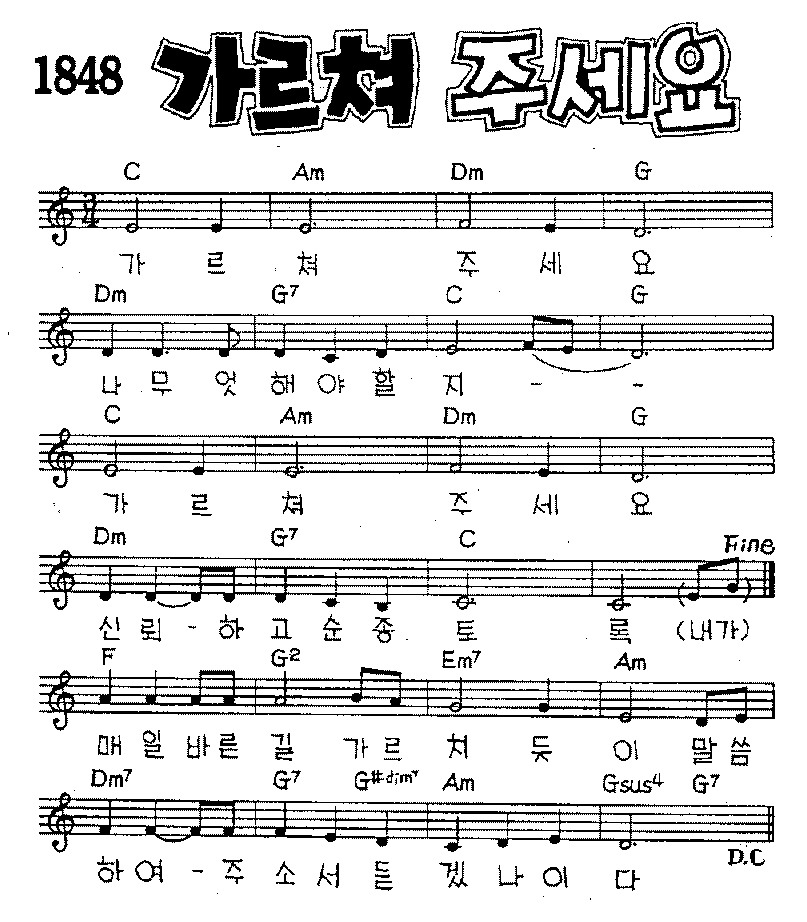 1848 가르쳐 주세요
C Am Dm G
3/4
가 르 쳐 주 세 요
Dm G7 C G
나 무 엇 해 야 할 지 - -
C Am Dm G
가 르 쳐 주 세 요
Dm G7 C Fine
신 뢰 - 하 고 순 종 토 록 (내가)
F G2 Em7 Am
매 일 바 른 길 가 르 쳐 듯 이 말 씀
Dm7 G7 G#dim7 Am Gsus4 G7
D.C
하 여 - 주 소 서 듣 겠 나 이 다